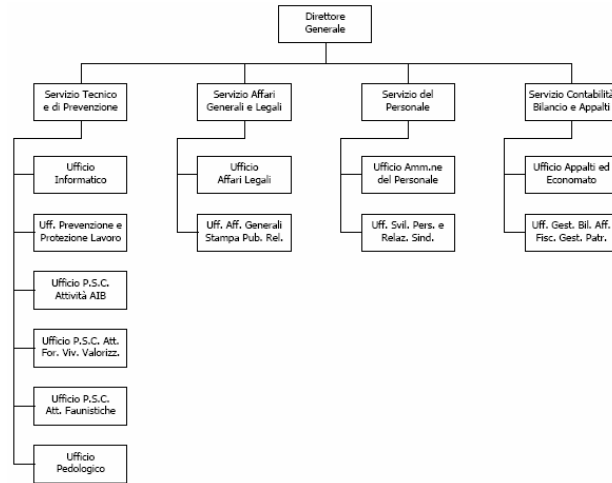 Direttore
Generale
Servizio Tecnico
e di Prevenzione
Servizio Affari
Generali e Legali
Servizio del
Personale
Servizio Contabilità
Bilancio e Appalti
Ufficio
Informatico
Ufficio
Affari Legali
Ufficio Amm.ne
del Personale
Ufficio Appalti ed
Economato
Uff. Prevenzione e
Protezione Lavoro
Uff. Aff. Generali
Stampa Pub. Rel.
Uff. Svil. Pers. e
Relaz. Sind.
Uff. Gest. Bil. Aff.
Fisc. Gest. Patr.
Ufficio P.S.C.
Attività AIB
Ufficio P.S.C. Att.
For. Viv. Valorizz.
Ufficio P.S.C.
Att. Faunistiche
Ufficio
Pedologico